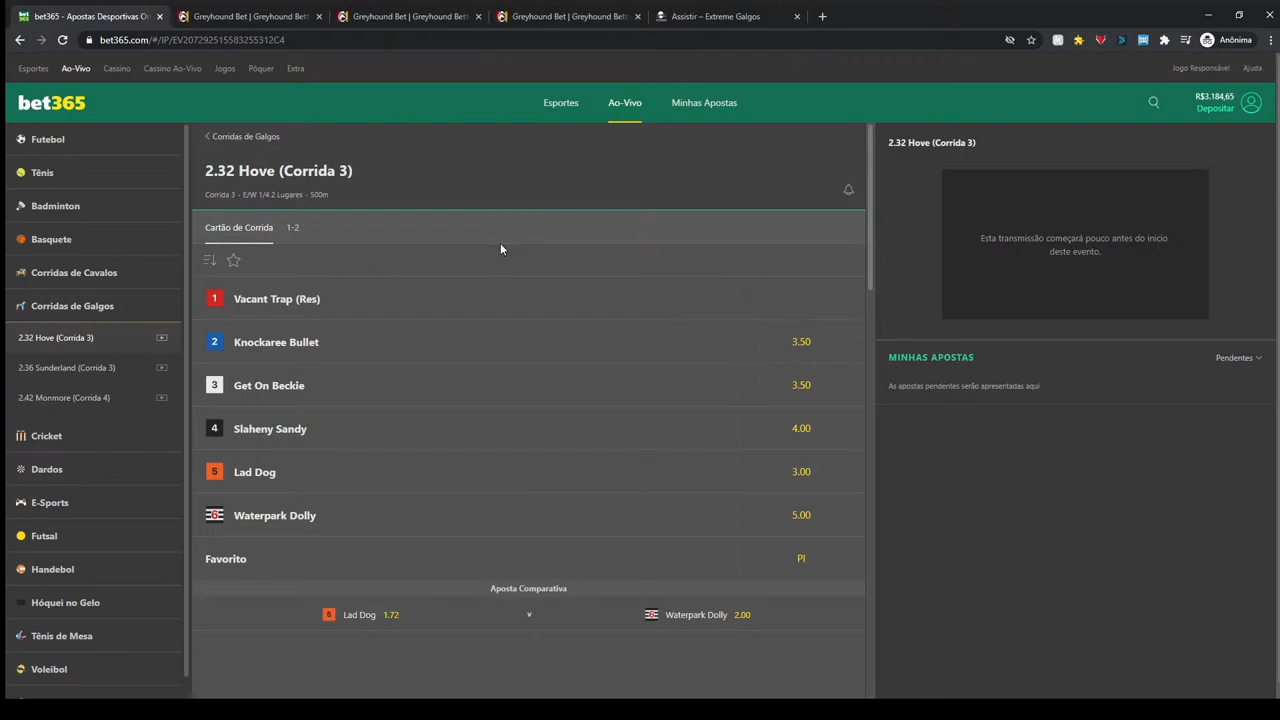 bet365 - Apostas Desportivas On
Greyhound Bet | Greyhound Bett
Greyhound Bet | Greyhound Bett
Greyhound Bet | Greyhound Bett
Assistir – Extreme Galgos
bet365.com/#/IP/EV207292515583255312C4
Anônima
Esportes Ao-Vivo Cassino Cassino Ao-Vivo Jogos Pôquer Extra
Jogo Responsável Ajuda
bet365
Esportes Ao-Vivo Minhas Apostas
R$3.184,65
Depositar
Futebol
Tênis
Badminton
Basquete
Corridas de Cavalos
Corridas de Galgos
2.32 Hove (Corrida 3)
2.36 Sunderland (Corrida 3)
2.42 Monmore (Corrida 4)
Cricket
Dardos
E-Sports
Futsal
Handebol
Hóquei no Gelo
Tênis de Mesa
Voleibol
Corridas de Galgos
2.32 Hove (Corrida 3)
Corrida 3 - E/W 1/4 2 Lugares - 500m
Cartão de Corrida 1-2
1 Vacant Trap (Res)
2 Knockaree Bullet 3.50
3 Get On Beckie 3.50
4 Slaheny Sandy 4.00
5 Lad Dog 3.00
6 Waterpark Dolly 5.00
Favorito PI
Aposta Comparativa
5 Lad Dog 1.72 v 6 Waterpark Dolly 2.00
2.32 Hove (Corrida 3)
Esta transmissão começará pouco antes do inicio
deste evento.
MINHAS APOSTAS Pendentes
As apostas pendentes serão apresentadas aqui